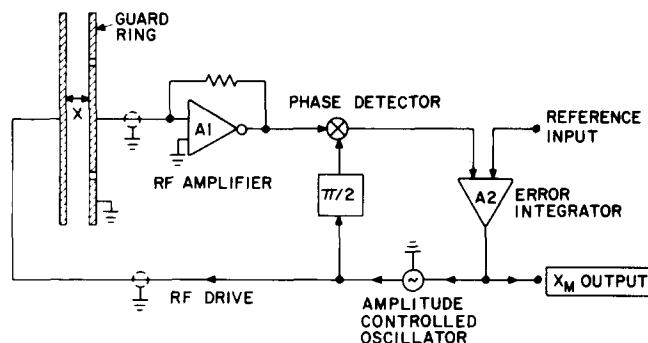 GUARD
RING
X
A1
RF AMPLIFIER
PHASE DETECTOR
π/2
REFERENCE
INPUT
A2
ERROR
INTEGRATOR
RF DRIVE
AMPLITUDE
CONTROLLED
OSCILLATOR
~
X_M OUTPUT